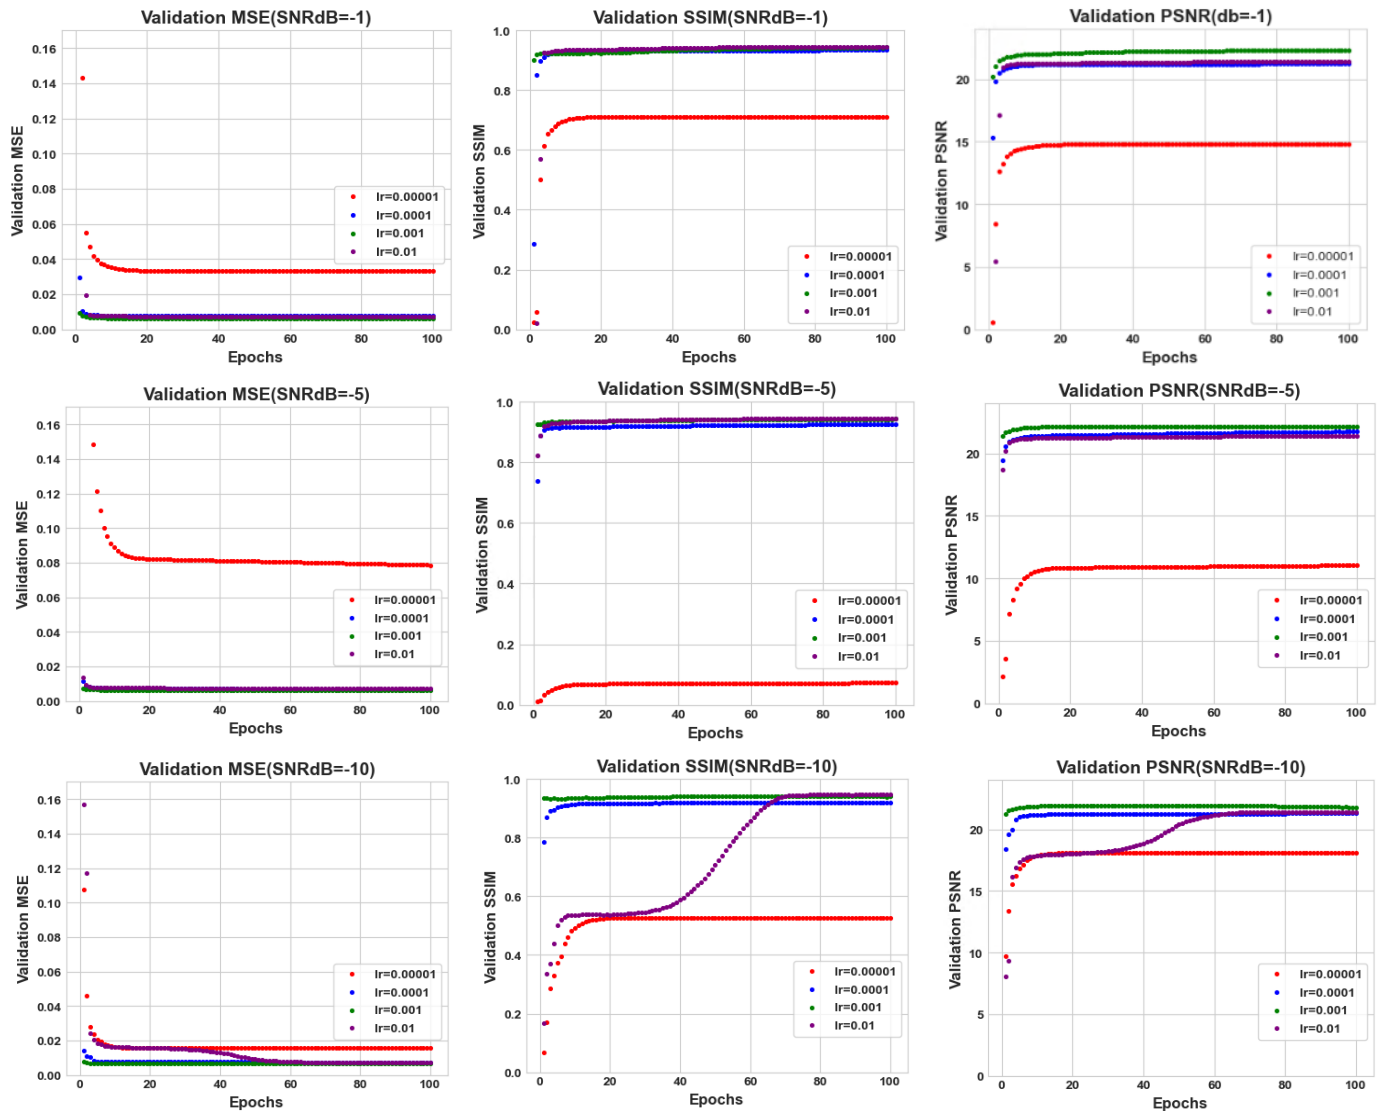 Validation MSE(SNRdB=-1)
Validation MSE
0.16
0.14
0.12
0.10
0.08
0.06
0.04
0.02
0.00
lr=0.00001
lr=0.0001
lr=0.001
lr=0.01
0 20 40 60 80 100
Epochs
Validation SSIM(SNRdB=-1)
Validation SSIM
1.0
0.8
0.6
0.4
0.2
0.0
lr=0.00001
lr=0.0001
lr=0.001
lr=0.01
0 20 40 60 80 100
Epochs
Validation PSNR(db=-1)
Validation PSNR
20
15
10
5
0
lr=0.00001
lr=0.0001
lr=0.001
lr=0.01
0 20 40 60 80 100
Epochs
Validation MSE(SNRdB=-5)
Validation MSE
0.16
0.14
0.12
0.10
0.08
0.06
0.04
0.02
0.00
lr=0.00001
lr=0.0001
lr=0.001
lr=0.01
0 20 40 60 80 100
Epochs
Validation SSIM(SNRdB=-5)
Validation SSIM
1.0
0.8
0.6
0.4
0.2
0.0
lr=0.00001
lr=0.0001
lr=0.001
lr=0.01
0 20 40 60 80 100
Epochs
Validation PSNR(SNRdB=-5)
Validation PSNR
20
15
10
5
0
lr=0.00001
lr=0.0001
lr=0.001
lr=0.01
0 20 40 60 80 100
Epochs
Validation MSE(SNRdB=-10)
Validation MSE
0.16
0.14
0.12
0.10
0.08
0.06
0.04
0.02
0.00
lr=0.00001
lr=0.0001
lr=0.001
lr=0.01
0 20 40 60 80 100
Epochs
Validation SSIM(SNRdB=-10)
Validation SSIM
1.0
0.8
0.6
0.4
0.2
0.0
lr=0.00001
lr=0.0001
lr=0.001
lr=0.01
0 20 40 60 80 100
Epochs
Validation PSNR(SNRdB=-10)
Validation PSNR
20
15
10
5
0
lr=0.00001
lr=0.0001
lr=0.001
lr=0.01
0 20 40 60 80 100
Epochs